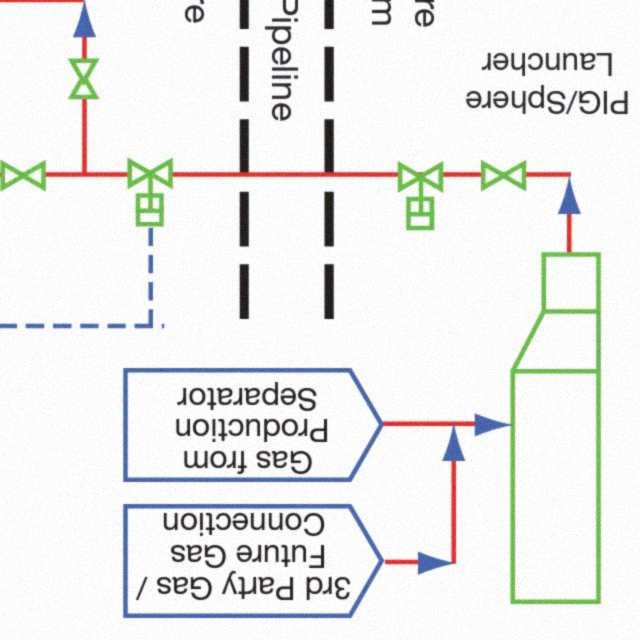 3rd Party Gas /
Future Gas
Connection
Gas from
Production
Separator
PIG/Sphere
Launcher
Pipeline